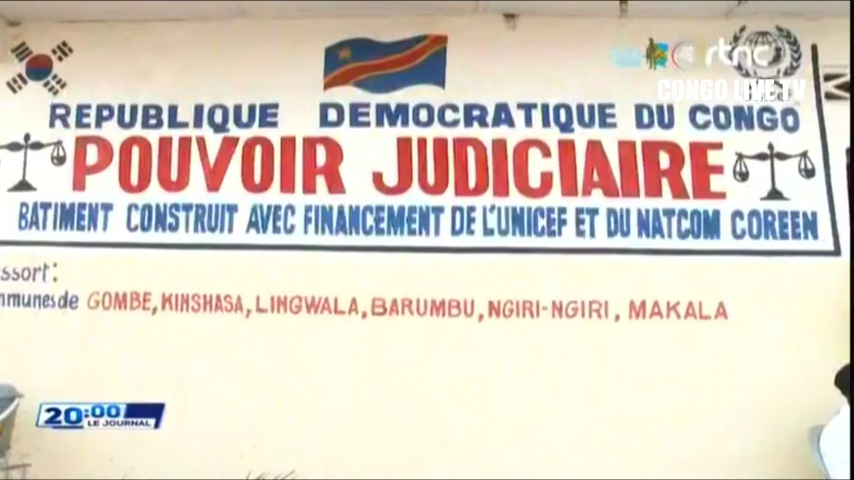 rtnc
CONGO LIVE TV
REPUBLIQUE DEMOCRATIQUE DU CONGO
POUVOIR JUDICIAIRE
BATIMENT CONSTRUIT AVEC FINANCEMENT DE L'UNICEF ET DU NATCOM COREEN
ssort:
mmunes de GOMBE, KINSHASA, LINGWALA, BARUMBU, NGIRI-NGIRI, MAKALA
20:00
LE JOURNAL